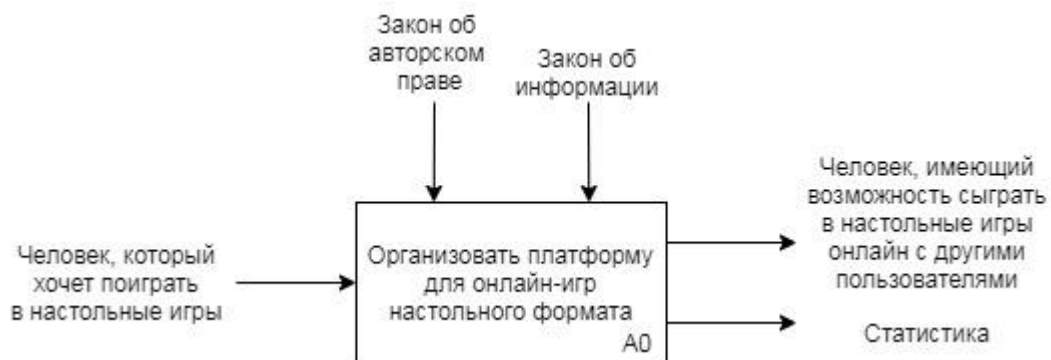 Закон об
авторском
праве
Закон об
информации
Человек, который
хочет поиграть
в настольные игры
Организовать платформу
для онлайн-игр
настольного формата
A0
Человек, имеющий
возможность сыграть
в настольные игры
онлайн с другими
пользователями
Статистика